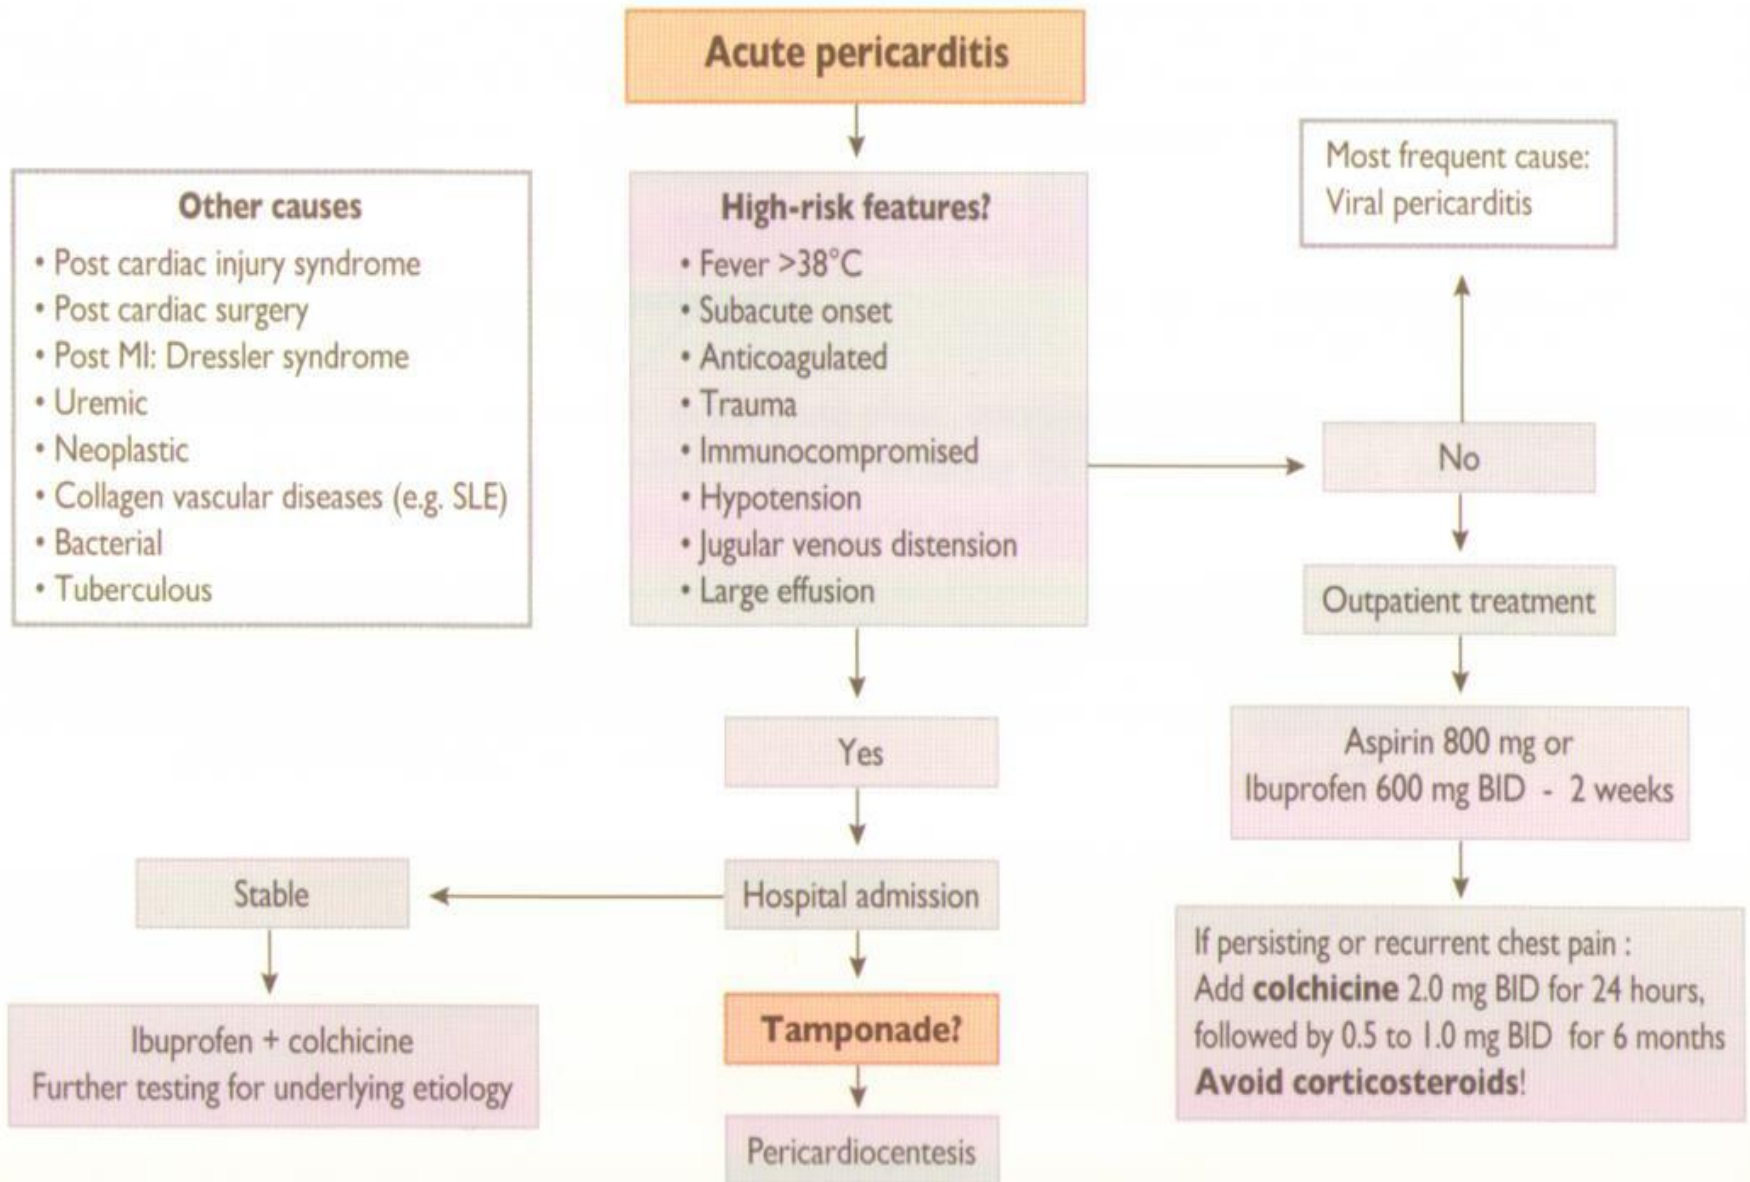 Acute pericarditis
Other causes
• Post cardiac injury syndrome
• Post cardiac surgery
• Post MI: Dressler syndrome
• Uremic
• Neoplastic
• Collagen vascular diseases (e.g. SLE)
• Bacterial
• Tuberculous
High-risk features?
• Fever >38°C
• Subacute onset
• Anticoagulated
• Trauma
• Immunocompromised
• Hypotension
• Jugular venous distension
• Large effusion
Most frequent cause:
Viral pericarditis
No
Outpatient treatment
Aspirin 800 mg or
Ibuprofen 600 mg BID - 2 weeks
If persisting or recurrent chest pain :
Add colchicine 2.0 mg BID for 24 hours,
followed by 0.5 to 1.0 mg BID for 6 months
Avoid corticosteroids!
Yes
Hospital admission
Stable
Ibuprofen + colchicine
Further testing for underlying etiology
Tamponade?
Pericardiocentesis